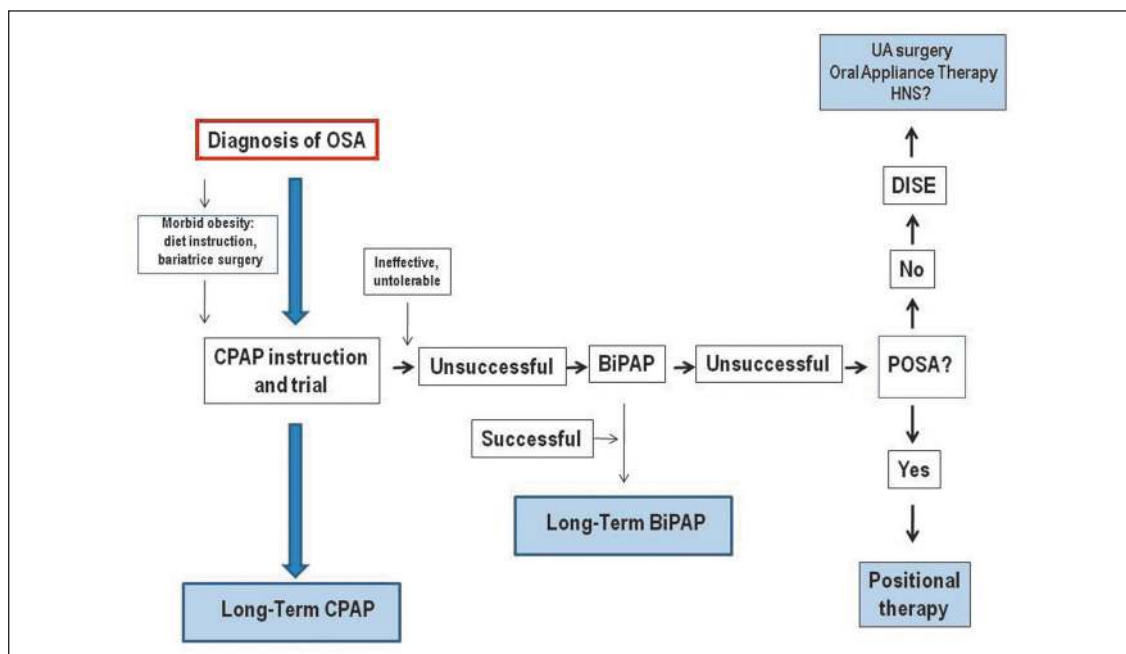 Diagnosis of OSA
Morbid obesity:
diet instruction,
bariatrice surgery
CPAP instruction
and trial
Long-Term CPAP
Ineffective,
untolerable
Unsuccessful
BiPAP
Successful
Long-Term BiPAP
Unsuccessful
POSA?
No
DISE
UA surgery
Oral Appliance Therapy
HNS?
Yes
Positional
therapy